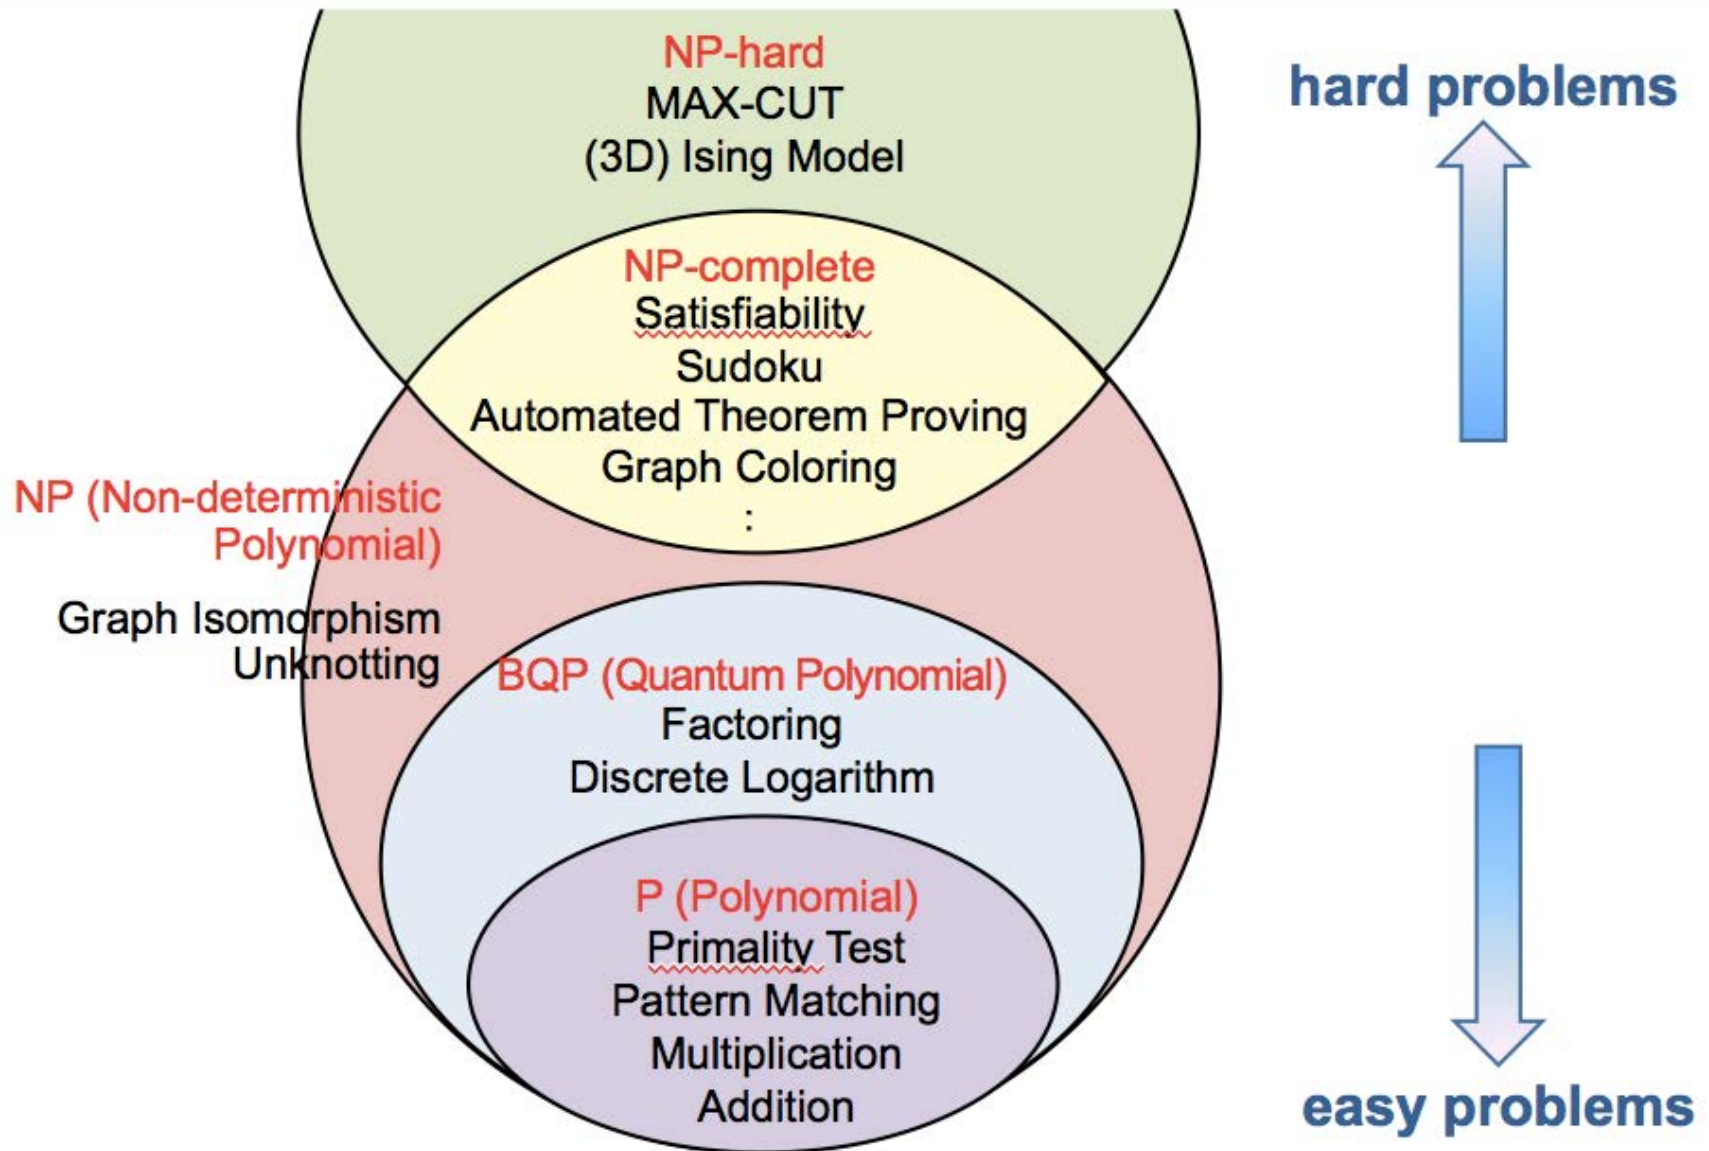 NP-hard
MAX-CUT
(3D) Ising Model
hard problems
NP-complete
Satisfiability
Sudoku
Automated Theorem Proving
Graph Coloring
:
NP (Non-deterministic
Polynomial)
Graph Isomorphism
Unknotting
BQP (Quantum Polynomial)
Factoring
Discrete Logarithm
P (Polynomial)
Primality Test
Pattern Matching
Multiplication
Addition
easy problems